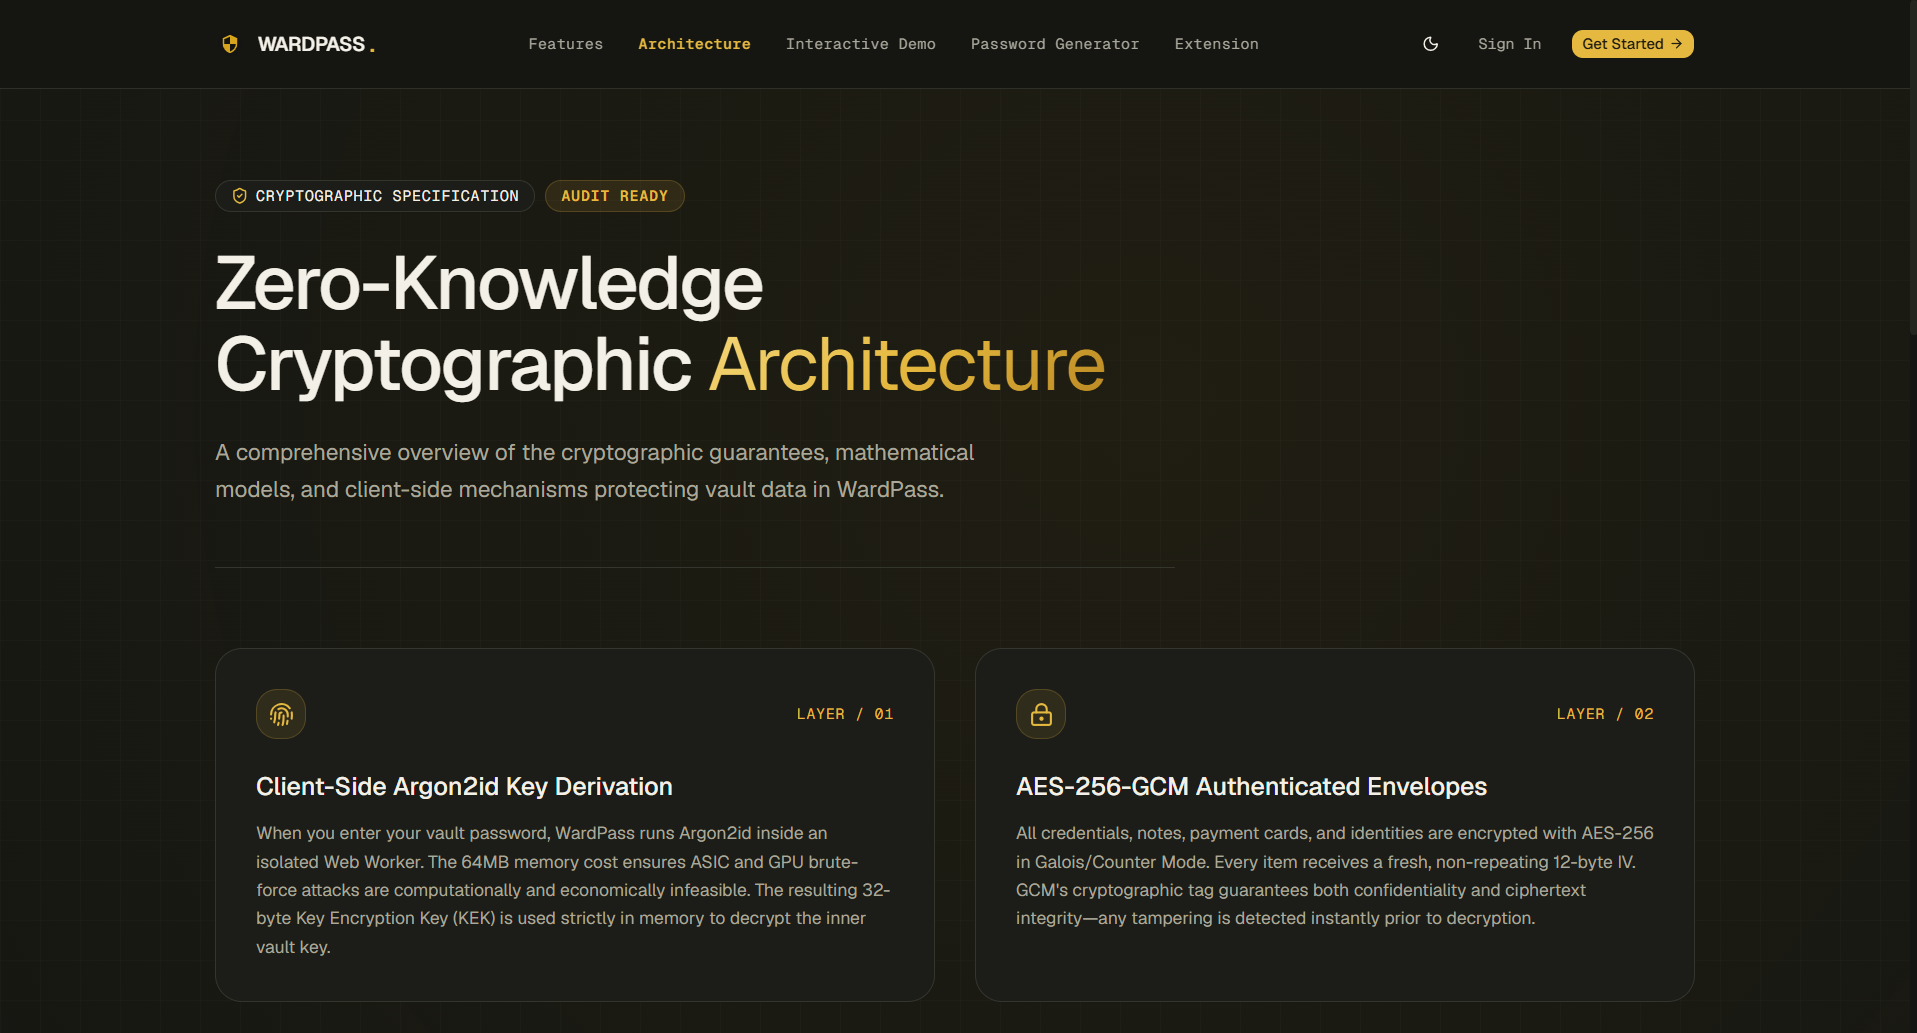 WARDPASS.
Features
Architecture
Interactive Demo
Password Generator
Extension
Sign In
Get Started →
CRYPTOGRAPHIC SPECIFICATION
AUDIT READY
Zero-Knowledge
Cryptographic Architecture
A comprehensive overview of the cryptographic guarantees, mathematical
models, and client-side mechanisms protecting vault data in WardPass.
LAYER / 01
Client-Side Argon2id Key Derivation
When you enter your vault password, WardPass runs Argon2id inside an
isolated Web Worker. The 64MB memory cost ensures ASIC and GPU brute-
force attacks are computationally and economically infeasible. The resulting 32-
byte Key Encryption Key (KEK) is used strictly in memory to decrypt the inner
vault key.
LAYER / 02
AES-256-GCM Authenticated Envelopes
All credentials, notes, payment cards, and identities are encrypted with AES-256
in Galois/Counter Mode. Every item receives a fresh, non-repeating 12-byte IV.
GCM's cryptographic tag guarantees both confidentiality and ciphertext
integrity—any tampering is detected instantly prior to decryption.